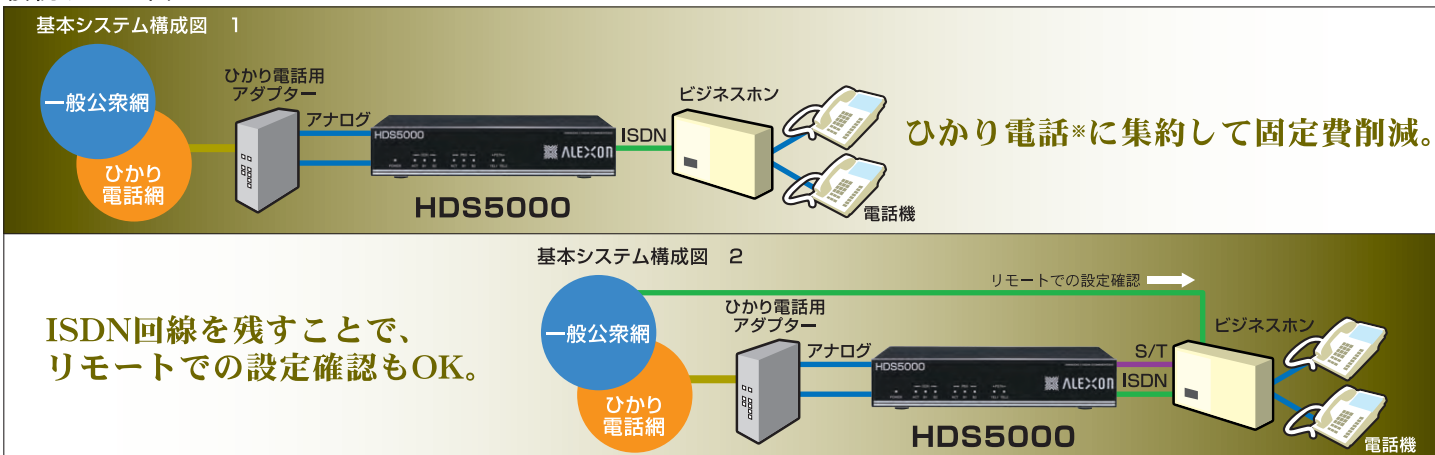 基本システム構成図 1
一般公衆網
ひかり
電話網
ひかり電話用
アダプター
アナログ
HDS5000
ALEXON
HDS5000
ISDN
ビジネスホン
電話機
ひかり電話※に集約して固定費削減。
基本システム構成図 2
ISDN回線を残すことで、
リモートでの設定確認もOK。
リモートでの設定確認
一般公衆網
ひかり
電話網
ひかり電話用
アダプター
アナログ
HDS5000
ALEXON
HDS5000
S/T
ISDN
ビジネスホン
電話機